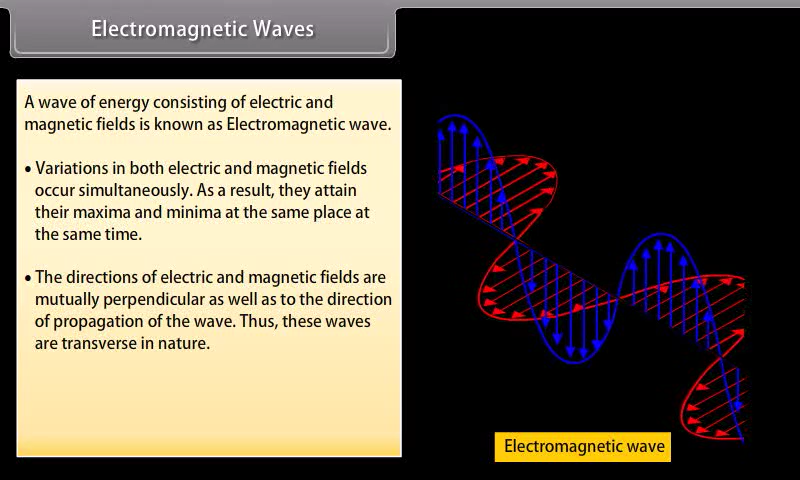 Electromagnetic Waves
A wave of energy consisting of electric and
magnetic fields is known as Electromagnetic wave.
• Variations in both electric and magnetic fields
occur simultaneously. As a result, they attain
their maxima and minima at the same place at
the same time.
• The directions of electric and magnetic fields are
mutually perpendicular as well as to the direction
of propagation of the wave. Thus, these waves
are transverse in nature.
Electromagnetic wave